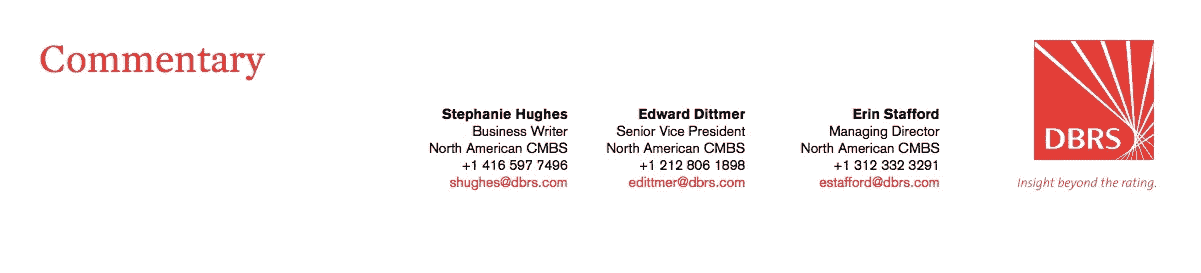 Commentary
Stephanie Hughes
Business Writer
North American CMBS
+1 416 597 7496
shughes@dbrs.com
Edward Dittmer
Senior Vice President
North American CMBS
+1 212 806 1898
edittmer@dbrs.com
Erin Stafford
Managing Director
North American CMBS
+1 312 332 3291
estafford@dbrs.com
DBRS
Insight beyond the rating.